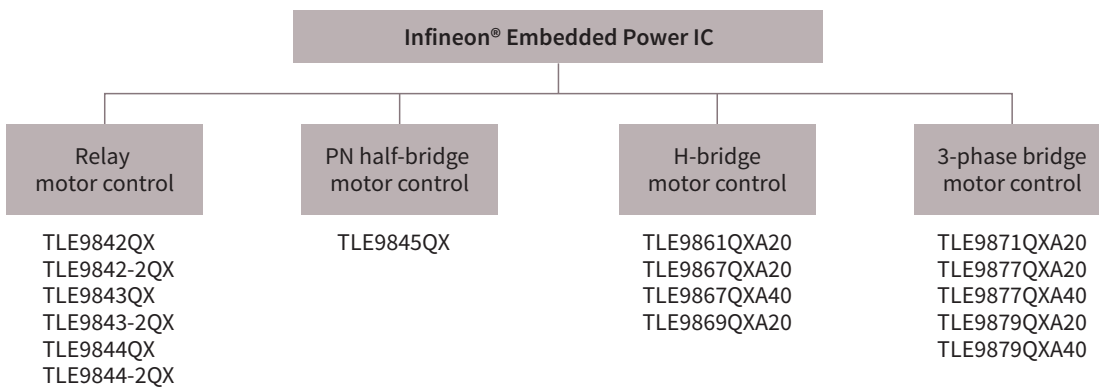 Infineon® Embedded Power IC
Relay
motor control
TLE9842QX
TLE9842-2QX
TLE9843QX
TLE9843-2QX
TLE9844QX
TLE9844-2QX
PN half-bridge
motor control
TLE9845QX
H-bridge
motor control
TLE9861QXA20
TLE9867QXA20
TLE9867QXA40
TLE9869QXA20
3-phase bridge
motor control
TLE9871QXA20
TLE9877QXA20
TLE9877QXA40
TLE9879QXA20
TLE9879QXA40